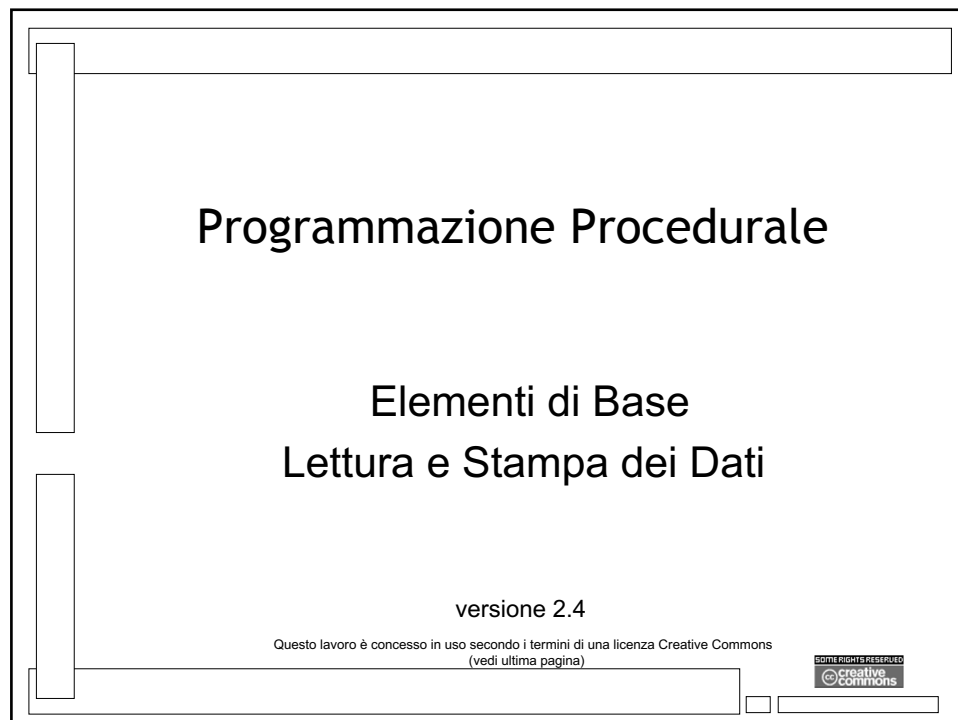 Programmazione Procedurale
Elementi di Base
Lettura e Stampa dei Dati
versione 2.4
Questo lavoro è concesso in uso secondo i termini di una licenza Creative Commons
(vedi ultima pagina)
SOME RIGHTS RESERVED
cc creative
commons